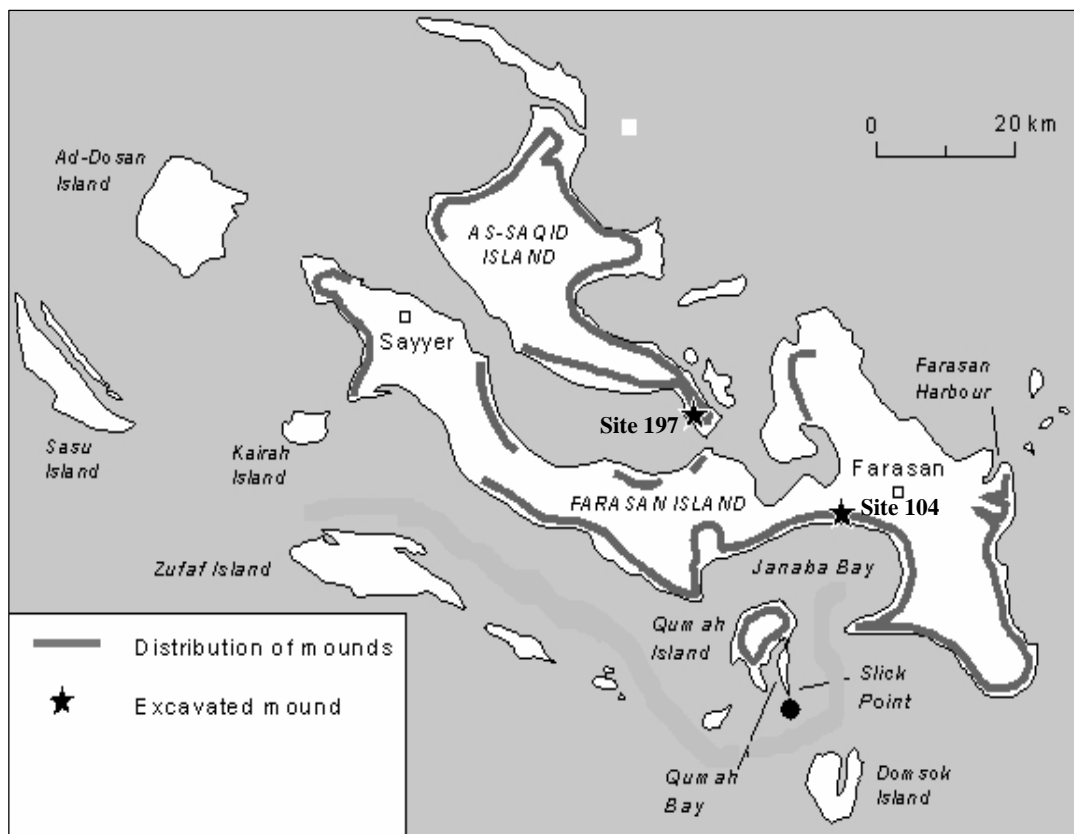 0 20 km
Ad-Dosan
Island
AS-SAQID
ISLAND
Sayyer
Farasan
Harbour
Site 197
Sasu
Island
Kairah
Island
Farasan
FARASAN ISLAND
Site 104
Zufaf Island
Janaba Bay
Qumah
Island
Slick
Point
Qumah
Bay
Domsok
Island
Distribution of mounds
Excavated mound